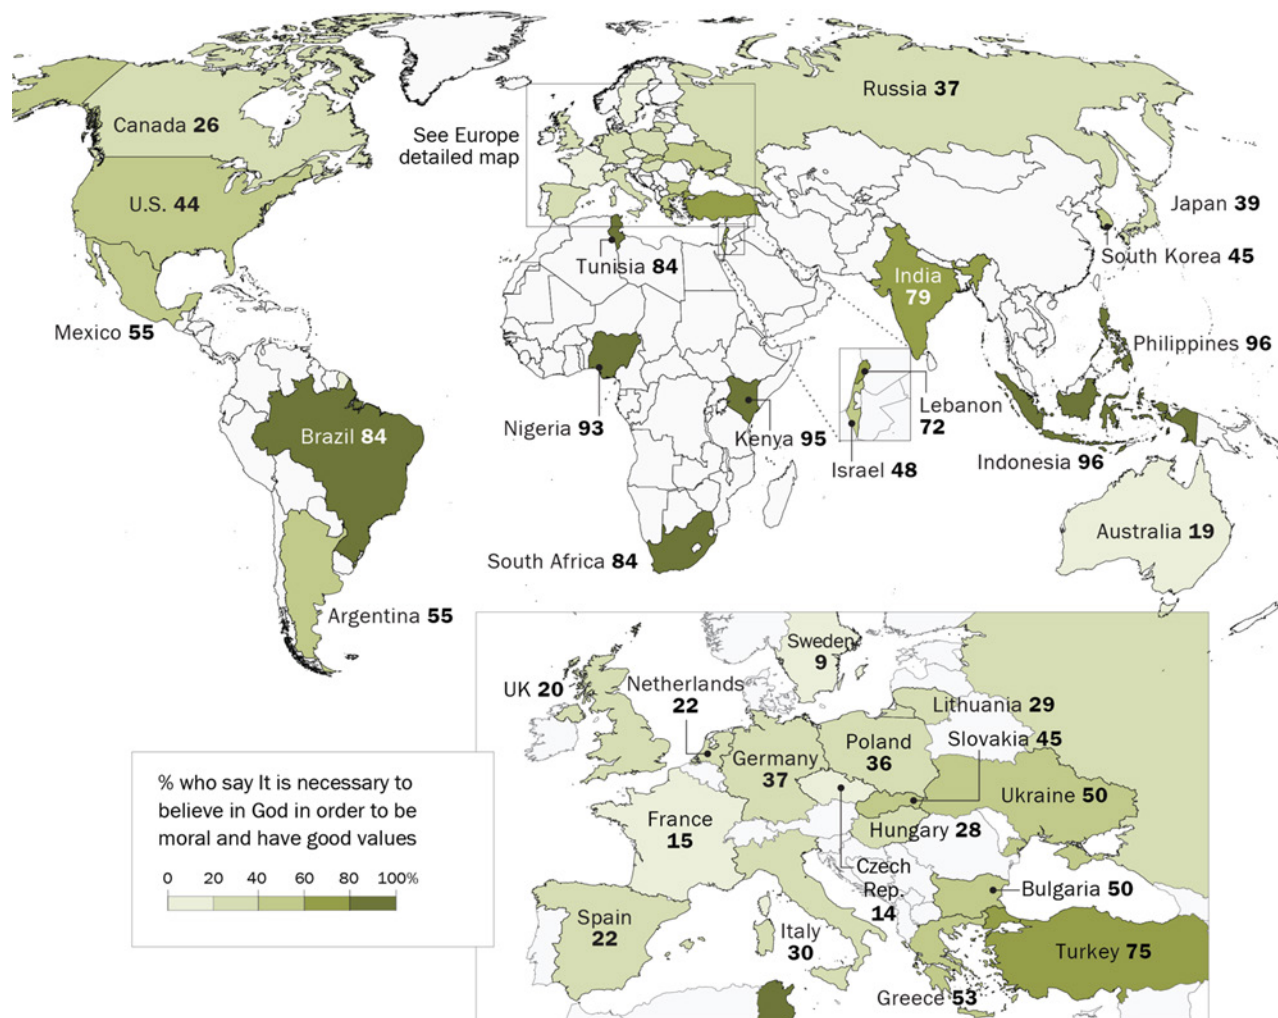 Canada 26
U.S. 44
Mexico 55
Brazil 84
Argentina 55
See Europe
detailed map
Russia 37
Japan 39
South Korea 45
Tunisia 84
India
79
Philippines 96
Nigeria 93
Kenya 95
Lebanon
72
Israel 48
Indonesia 96
South Africa 84
Australia 19
Sweden
9
UK 20
Netherlands
22
Lithuania 29
Slovakia 45
Germany
37
Poland
36
Ukraine 50
France
15
Hungary 28
Czech
Rep.
14
Bulgaria 50
Spain
22
Italy
30
Turkey 75
Greece 53
% who say It is necessary to
believe in God in order to be
moral and have good values
0 20 40 60 80 100%